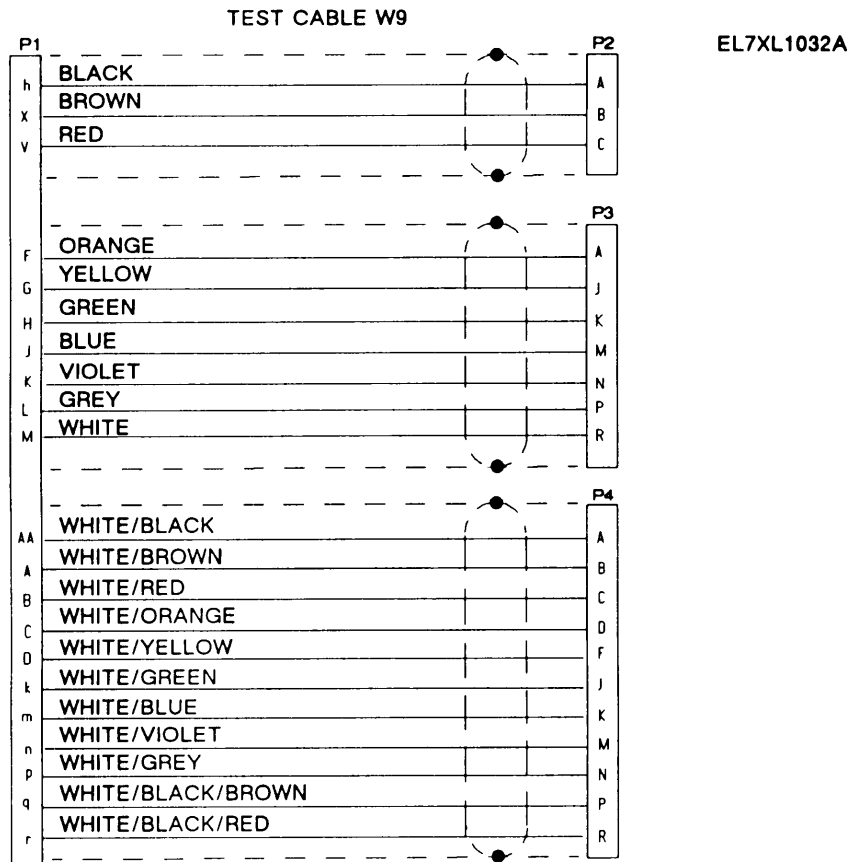 TEST CABLE W9
EL7XL1032A
P1 P2
h BLACK A
X BROWN B
V RED C
P3
F ORANGE A
G YELLOW J
H GREEN K
J BLUE M
K VIOLET N
L GREY P
M WHITE R
P4
AA WHITE/BLACK A
A WHITE/BROWN B
B WHITE/RED C
C WHITE/ORANGE D
D WHITE/YELLOW F
k WHITE/GREEN J
m WHITE/BLUE K
n WHITE/VIOLET M
p WHITE/GREY N
q WHITE/BLACK/BROWN P
r WHITE/BLACK/RED R